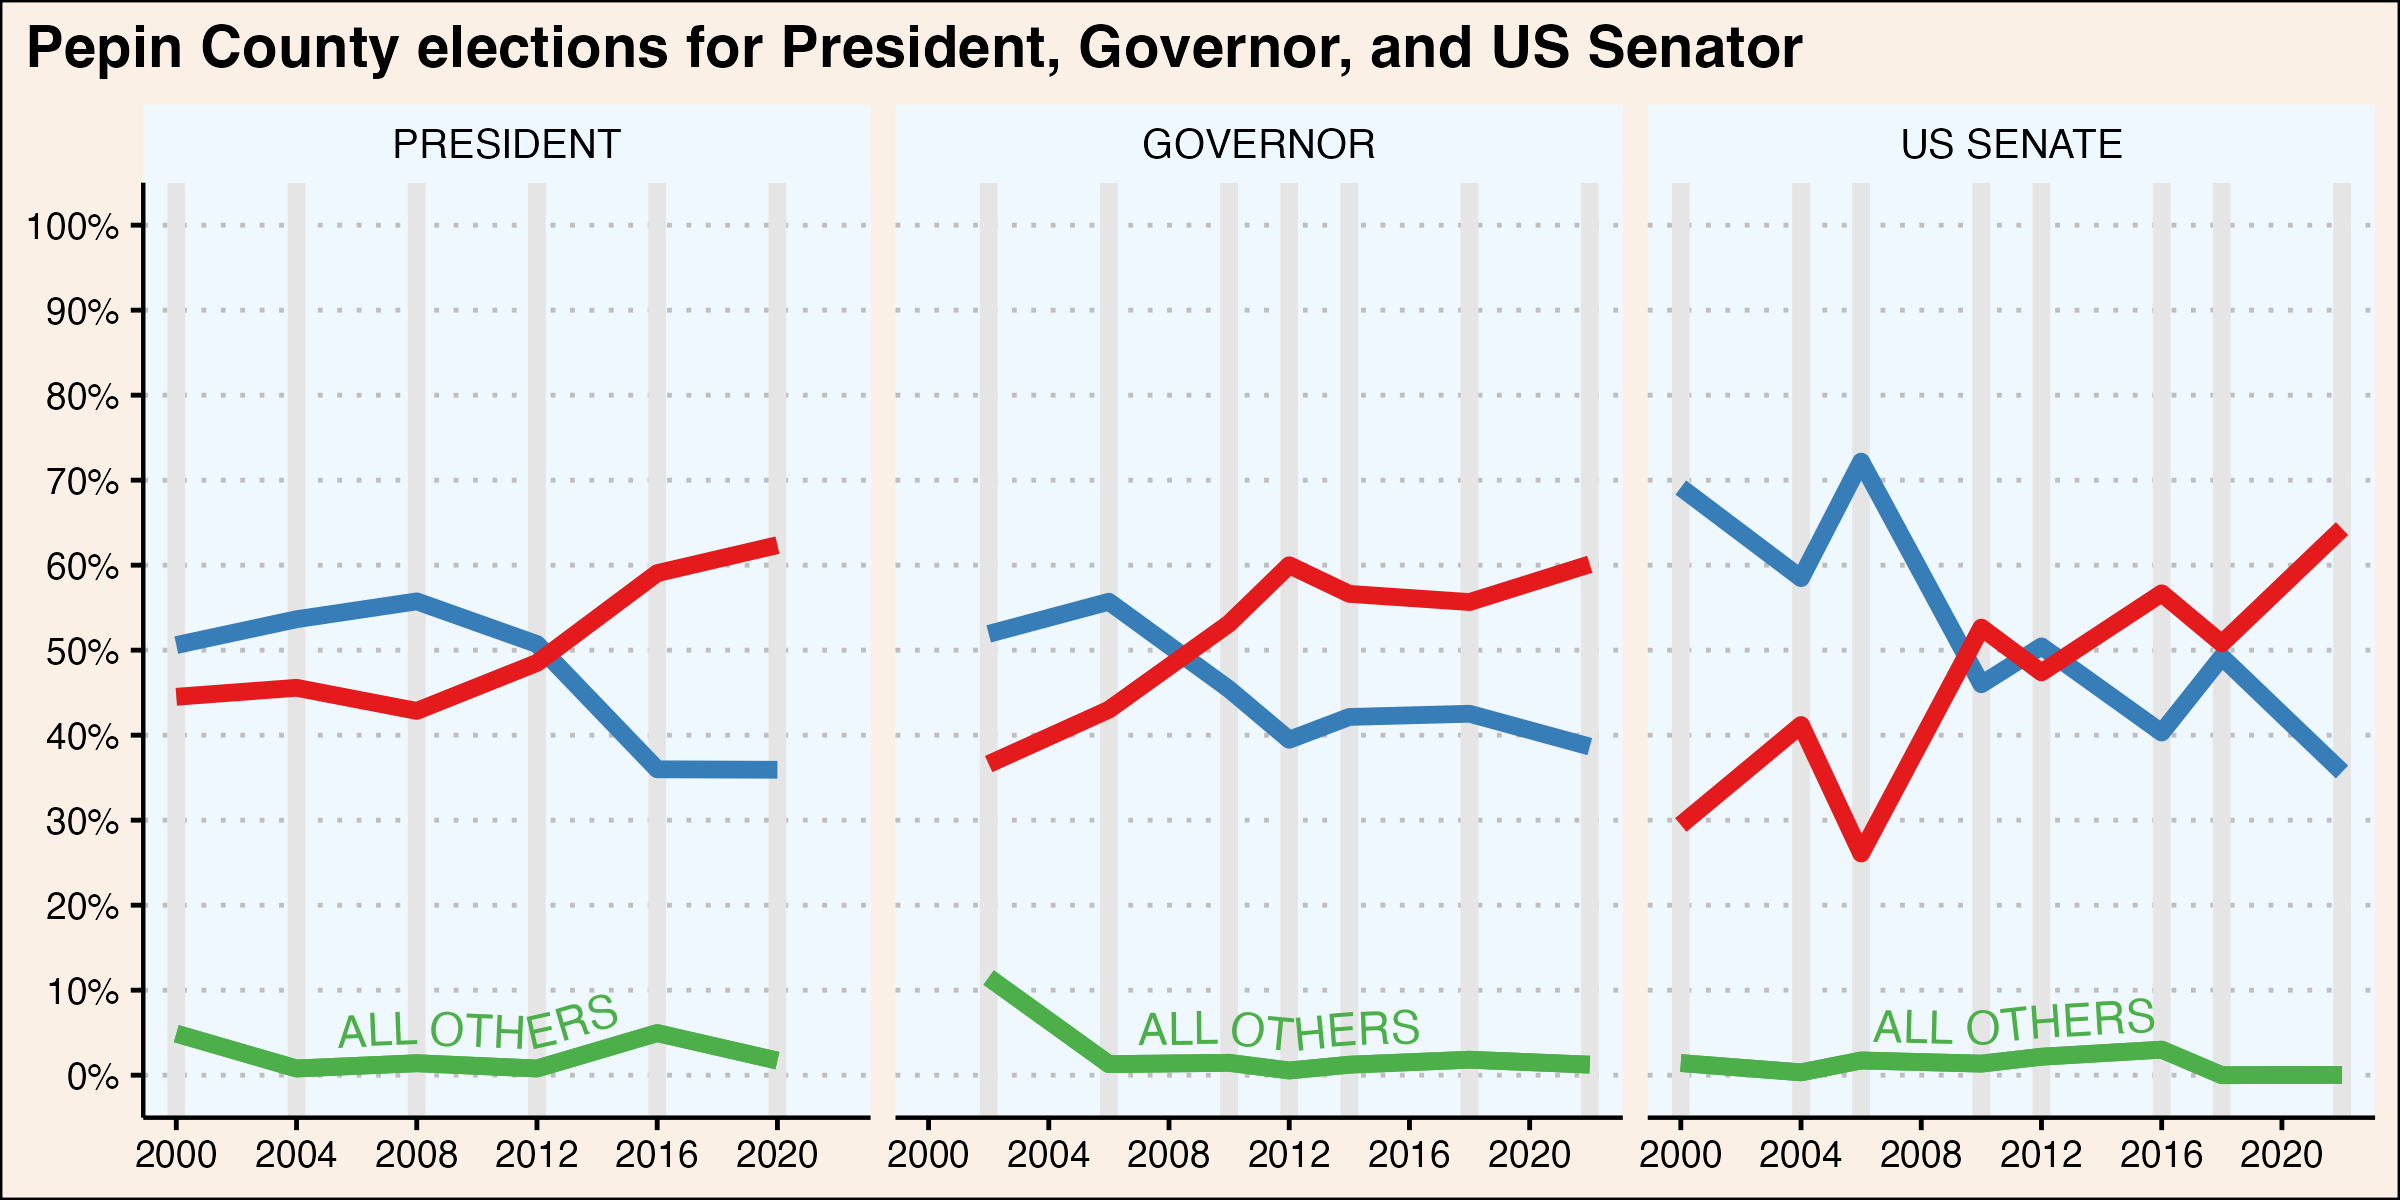 Pepin County elections for President, Governor, and US Senator
PRESIDENT
GOVERNOR
US SENATE
100%
90%
80%
70%
60%
50%
40%
30%
20%
10%
0%
ALL OTHERS
ALL OTHERS
ALL OTHERS
2000 2004 2008 2012 2016 2020
2000 2004 2008 2012 2016 2020
2000 2004 2008 2012 2016 2020